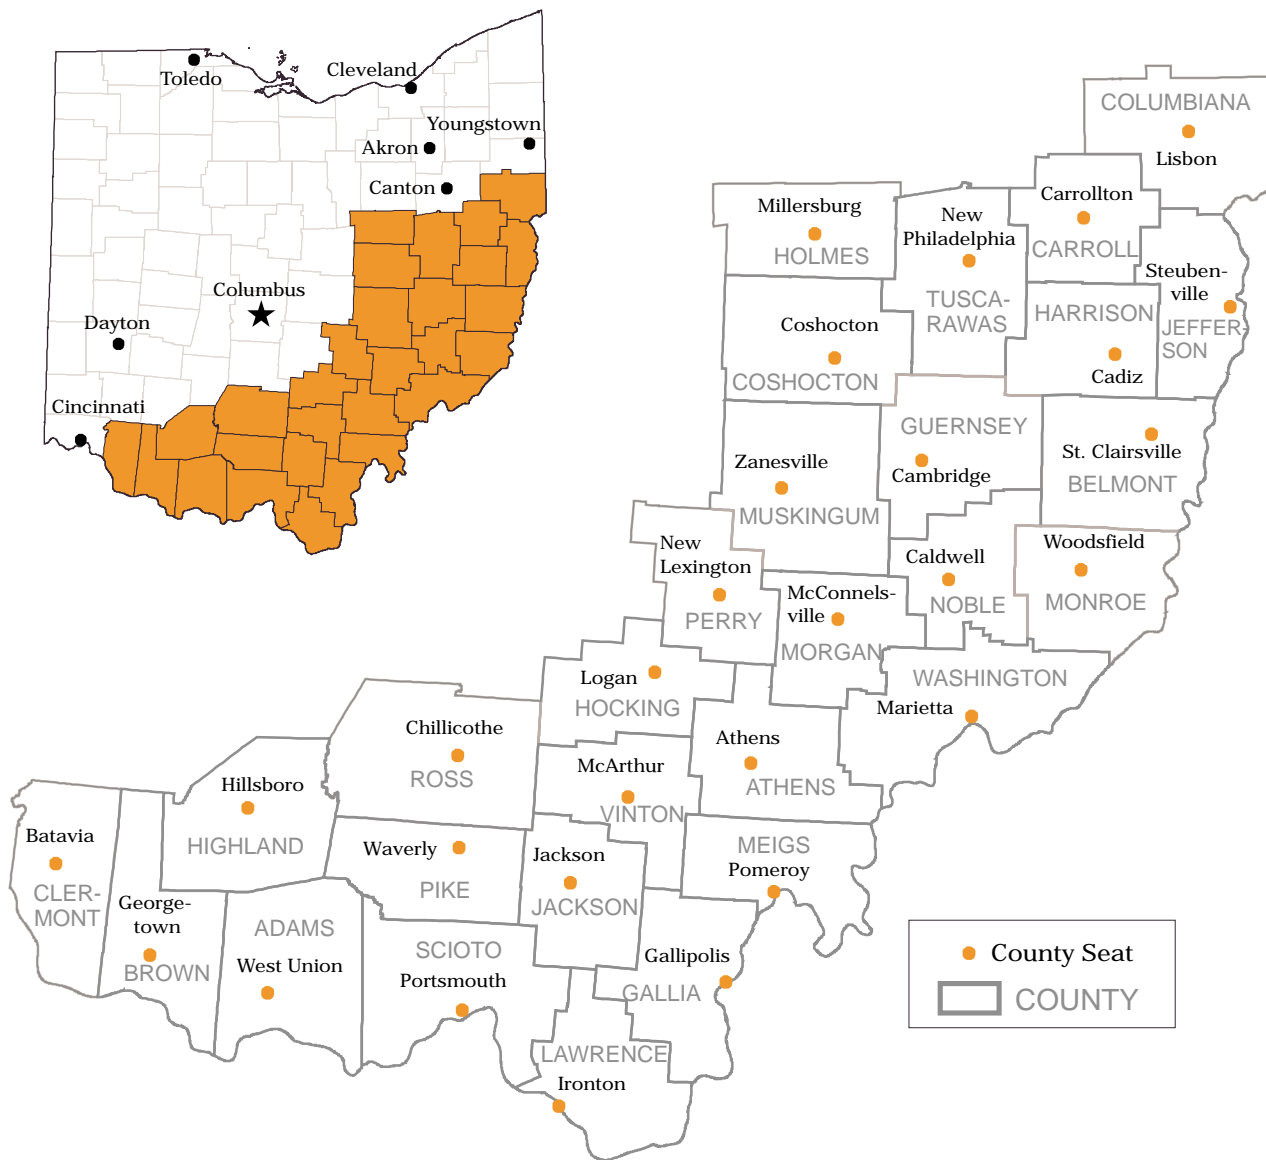 Toledo
Cleveland
Youngstown
Akron
Canton
Columbus
Dayton
Cincinnati
COLUMBIANA
Lisbon
Carrollton
CARROLL
Millersburg
HOLMES
New
Philadelphia
TUSCA-
RAWAS
Steuben-
ville
JEFFER-
SON
HARRISON
Cadiz
Coshocton
COSHOCTON
GUERNSEY
Cambridge
St. Clairsville
BELMONT
Zanesville
MUSKINGUM
New
Lexington
PERRY
Caldwell
NOBLE
Woodsfield
MONROE
McConnels-
ville
MORGAN
WASHINGTON
Marietta
Logan
HOCKING
Chillicothe
ROSS
Athens
ATHENS
McArthur
VINTON
Hillsboro
HIGHLAND
Batavia
CLER-
MONT
Waverly
PIKE
Jackson
JACKSON
MEIGS
Pomeroy
George-
town
BROWN
ADAMS
West Union
SCIOTO
Portsmouth
Gallipolis
GALLIA
LAWRENCE
Ironton
County Seat
COUNTY